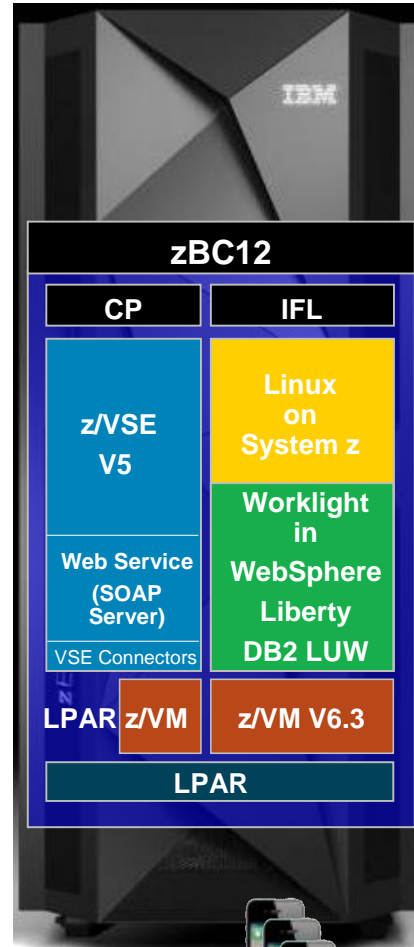 IBM
zBC12
CP
IFL
z/VSE
V5
Web Service
(SOAP
Server)
VSE Connectors
Linux
on
System z
Worklight
in
WebSphere
Liberty
DB2 LUW
LPAR z/VM
z/VM V6.3
LPAR